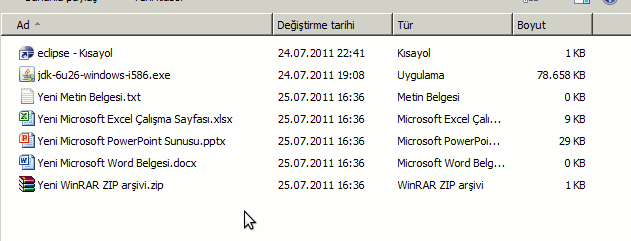 Ad Değiştirme tarihi Tür Boyut
eclipse - Kısayol 24.07.2011 22:41 Kısayol 1 KB
jdk-6u26-windows-i586.exe 24.07.2011 19:08 Uygulama 78.658 KB
Yeni Metin Belgesi.txt 25.07.2011 16:36 Metin Belgesi 0 KB
Yeni Microsoft Excel Çalışma Sayfası.xlsx 25.07.2011 16:36 Microsoft Excel Çalı... 9 KB
Yeni Microsoft PowerPoint Sunusu.pptx 25.07.2011 16:36 Microsoft PowerPoi... 29 KB
Yeni Microsoft Word Belgesi.docx 25.07.2011 16:36 Microsoft Word Belg... 0 KB
Yeni WinRAR ZIP arşivi.zip 25.07.2011 16:36 WinRAR ZIP arşivi 1 KB